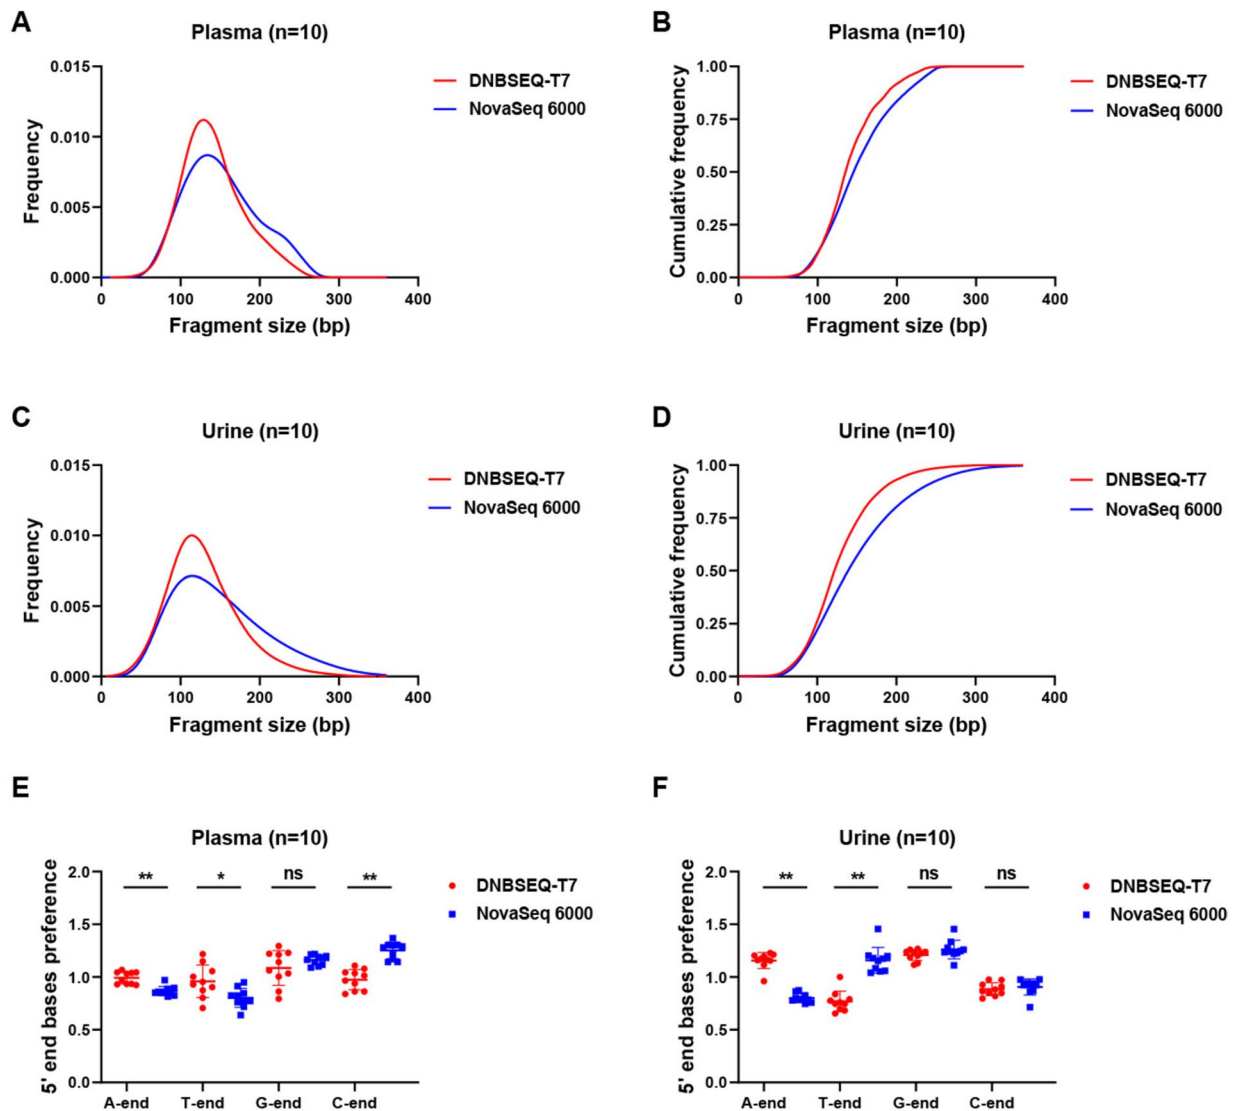 A
Plasma (n=10)
0.015
0.010
0.005
0.000
0
100
200
300
400
Frequency
Fragment size (bp)
DNBSEQ-T7
NovaSeq 6000
B
Plasma (n=10)
1.00
0.75
0.50
0.25
0.00
0
100
200
300
400
Cumulative frequency
Fragment size (bp)
DNBSEQ-T7
NovaSeq 6000
C
Urine (n=10)
0.015
0.010
0.005
0.000
0
100
200
300
400
Frequency
Fragment size (bp)
DNBSEQ-T7
NovaSeq 6000
D
Urine (n=10)
1.00
0.75
0.50
0.25
0.00
0
100
200
300
400
Cumulative frequency
Fragment size (bp)
DNBSEQ-T7
NovaSeq 6000
E
Plasma (n=10)
2.0
1.5
1.0
0.5
0.0
5' end bases preference
**
*
ns
**
A-end
T-end
G-end
C-end
DNBSEQ-T7
NovaSeq 6000
F
Urine (n=10)
2.0
1.5
1.0
0.5
0.0
5' end bases preference
**
**
ns
ns
A-end
T-end
G-end
C-end
DNBSEQ-T7
NovaSeq 6000